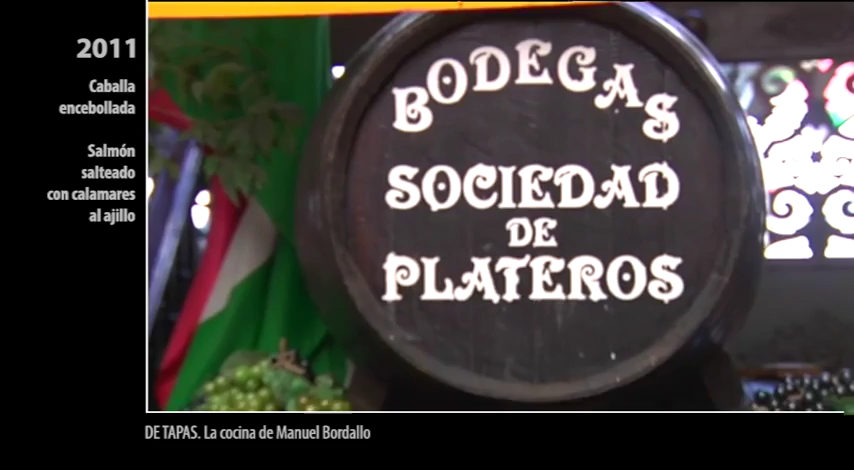 2011
Caballa
encebollada
Salmón
salteado
con calamares
al ajillo
BODEGAS
SOCIEDAD
DE
PLATEROS
DE TAPAS. La cocina de Manuel Bordallo